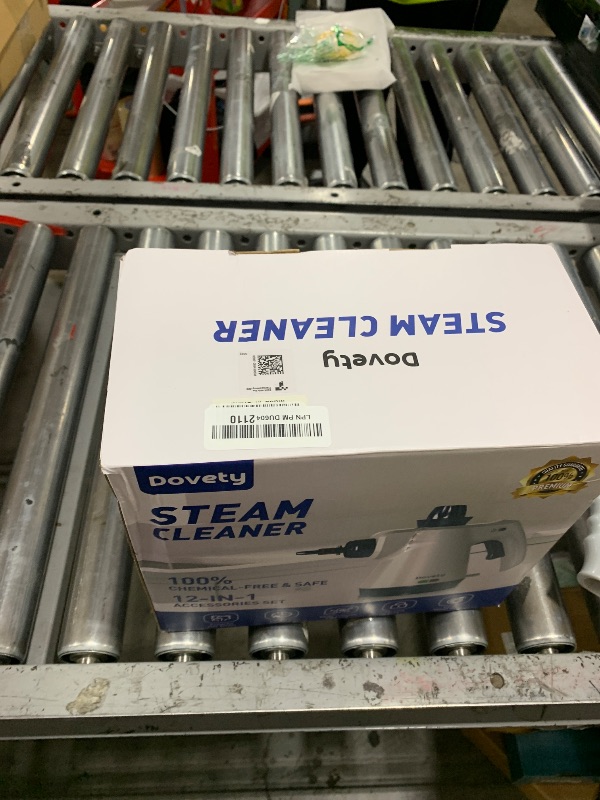 STEAM CLEANER
Dovety
LPN PM DU604 2110
Dovety
STEAM
CLEANER
100%
CHEMICAL-FREE & SAFE
12-IN-1
ACCESSORIES SET
PREMIUM